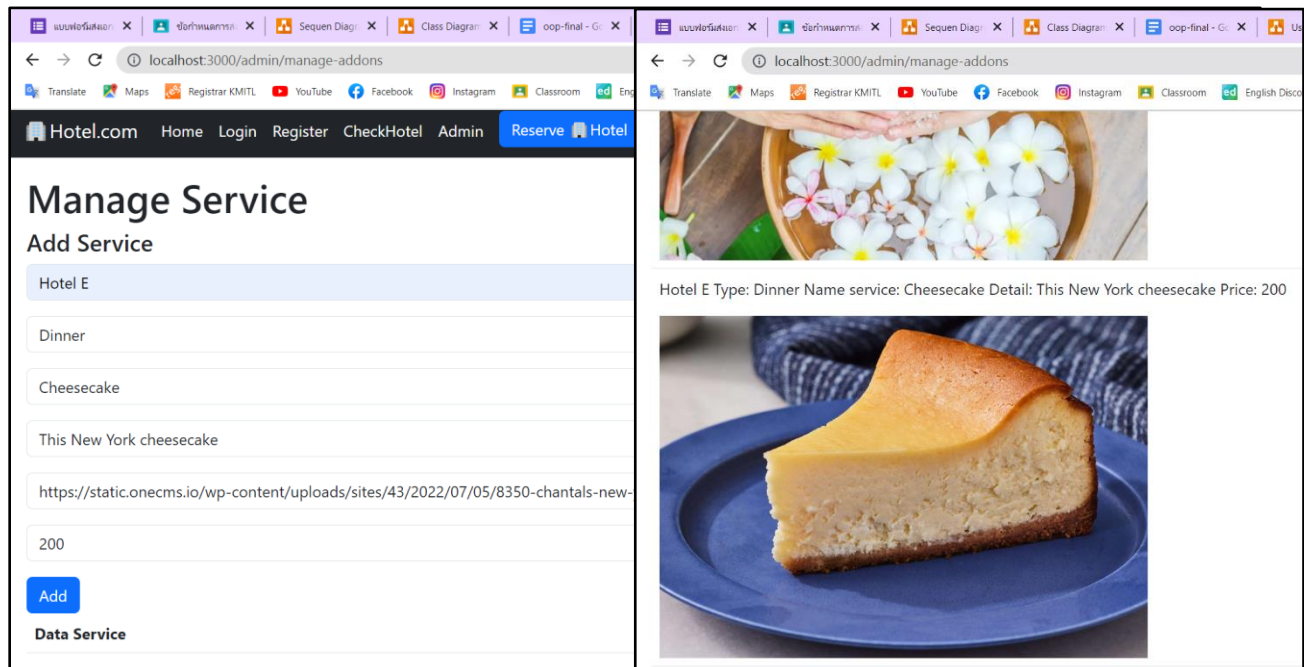 แบบฟอร์มส่งเอก
ข้อกำหนดการส่ง
Sequen Diagr
Class Diagram
oop-final - Go
localhost:3000/admin/manage-addons
Translate Maps Registrar KMITL YouTube Facebook Instagram Classroom Eng
Hotel.com Home Login Register CheckHotel Admin Reserve Hotel
Manage Service
Add Service
Hotel E
Dinner
Cheesecake
This New York cheesecake
https://static.onecms.io/wp-content/uploads/sites/43/2022/07/05/8350-chantals-new-
200
Add
Data Service
แบบฟอร์มส่งเอก
ข้อกำหนดการส่ง
Sequen Diagr
Class Diagram
oop-final - Go
Us
localhost:3000/admin/manage-addons
Translate Maps Registrar KMITL YouTube Facebook Instagram Classroom English Disco
Hotel E Type: Dinner Name service: Cheesecake Detail: This New York cheesecake Price: 200